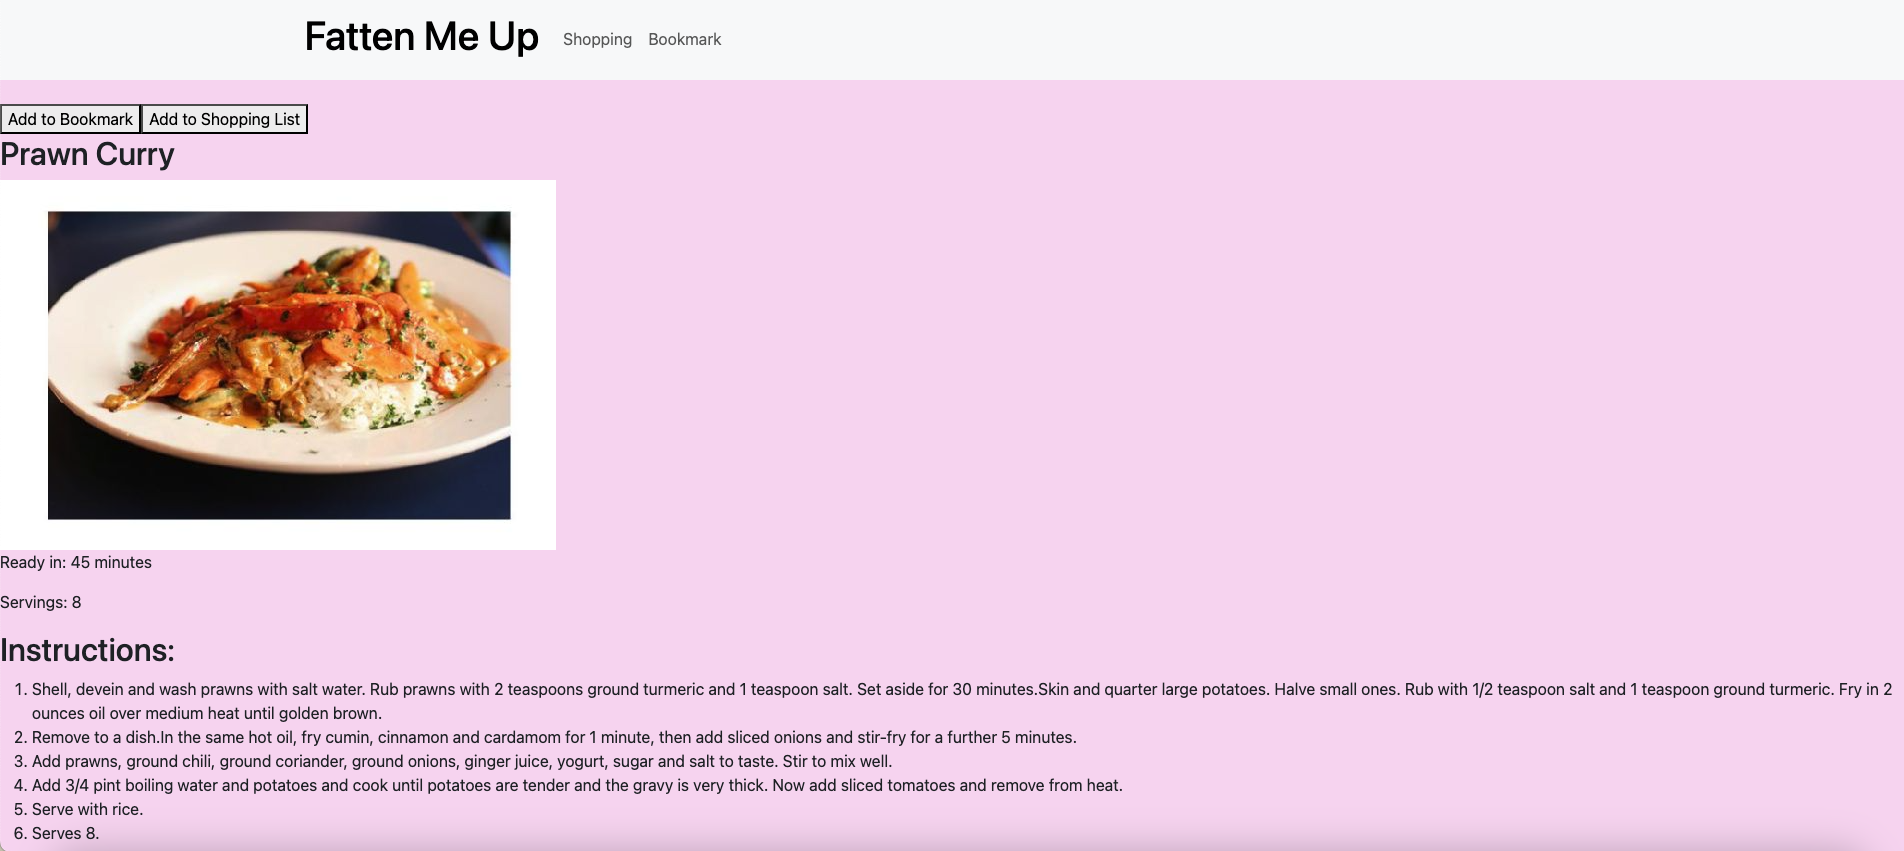 Fatten Me Up Shopping Bookmark
Add to Bookmark Add to Shopping List
Prawn Curry
Ready in: 45 minutes
Servings: 8
Instructions:
1. Shell, devein and wash prawns with salt water. Rub prawns with 2 teaspoons ground turmeric and 1 teaspoon salt. Set aside for 30 minutes.Skin and quarter large potatoes. Halve small ones. Rub with 1/2 teaspoon salt and 1 teaspoon ground turmeric. Fry in 2
ounces oil over medium heat until golden brown.
2. Remove to a dish.In the same hot oil, fry cumin, cinnamon and cardamom for 1 minute, then add sliced onions and stir-fry for a further 5 minutes.
3. Add prawns, ground chili, ground coriander, ground onions, ginger juice, yogurt, sugar and salt to taste. Stir to mix well.
4. Add 3/4 pint boiling water and potatoes and cook until potatoes are tender and the gravy is very thick. Now add sliced tomatoes and remove from heat.
5. Serve with rice.
6. Serves 8.